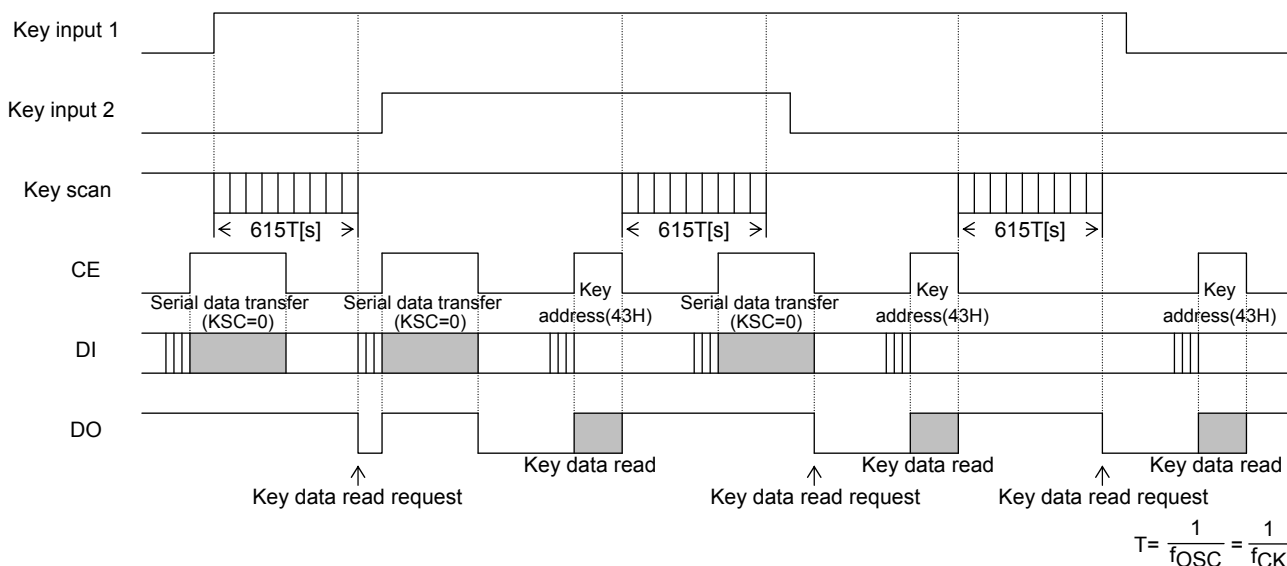 Key input 1
Key input 2
Key scan
615T[s] 615T[s] 615T[s]
CE
Serial data transfer
(KSC=0)
Serial data transfer
(KSC=0)
Key
address(43H)
Serial data transfer
(KSC=0)
Key
address(43H)
Key
address(43H)
DI
DO
Key data read Key data read Key data read
Key data read request Key data read request Key data read request
T= 1/fOSC = 1/fCK